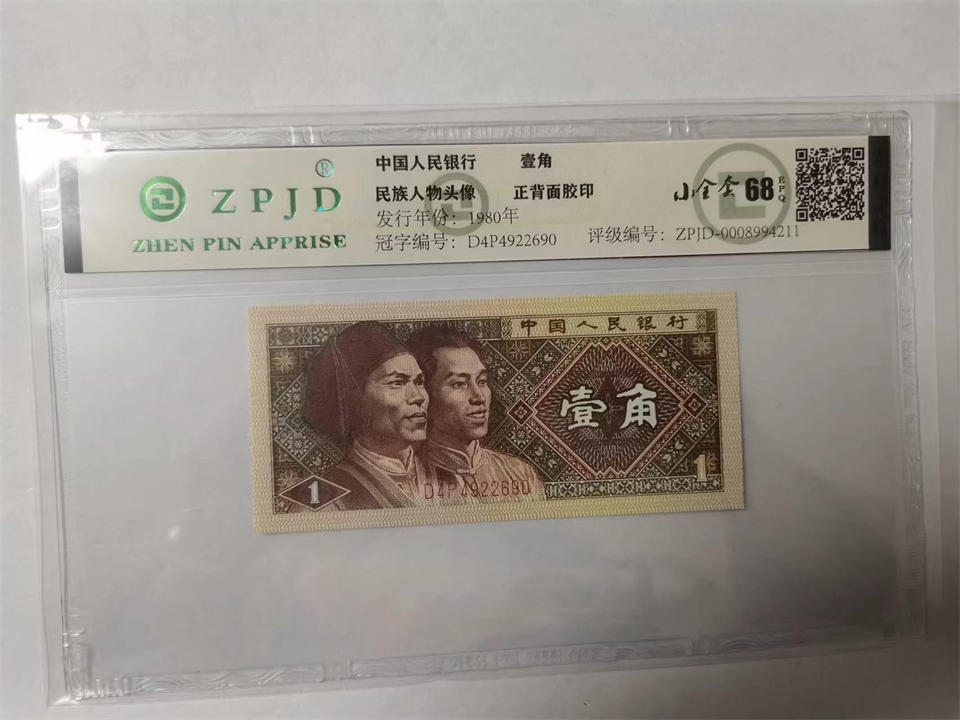 ZPJD®
ZHEN PIN APPRISE
中国人民银行 壹角
民族人物头像 正背面胶印
发行年份：1980年
冠字编号：D4P4922690
小全套 68 EPQ
评级编号：ZPJD-0008994211
中国人民银行
壹角
1
D4P4922690
1